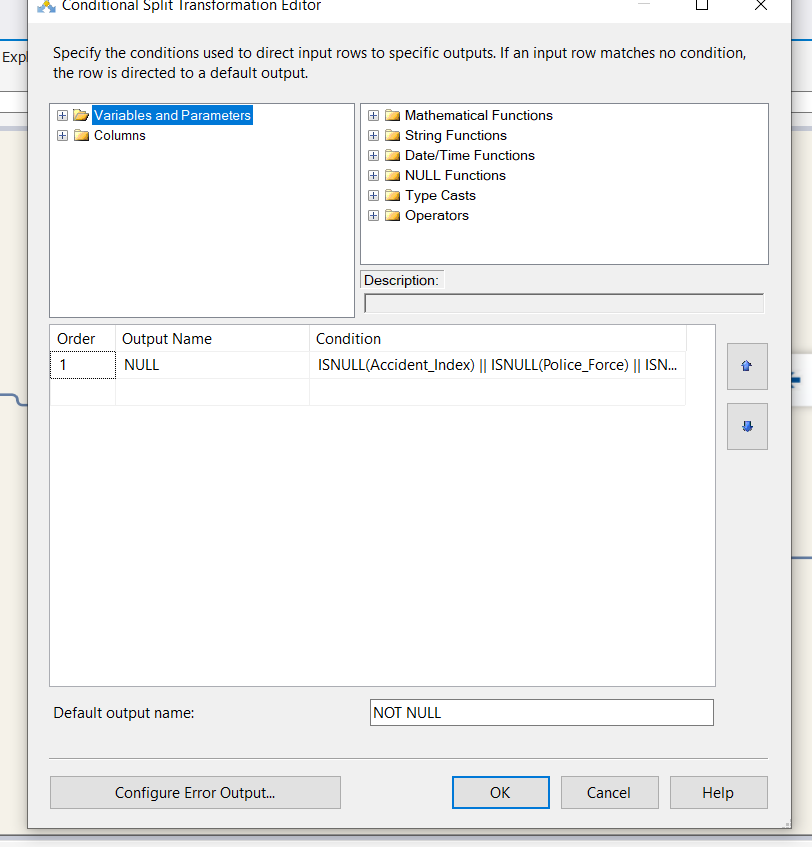 Conditional Split Transformation Editor
Expl
Specify the conditions used to direct input rows to specific outputs. If an input row matches no condition,
the row is directed to a default output.
Variables and Parameters
Columns
Mathematical Functions
String Functions
Date/Time Functions
NULL Functions
Type Casts
Operators
Description:
Order Output Name Condition
1 NULL ISNULL(Accident_Index) || ISNULL(Police_Force) || ISN...
Default output name: NOT NULL
Configure Error Output... OK Cancel Help